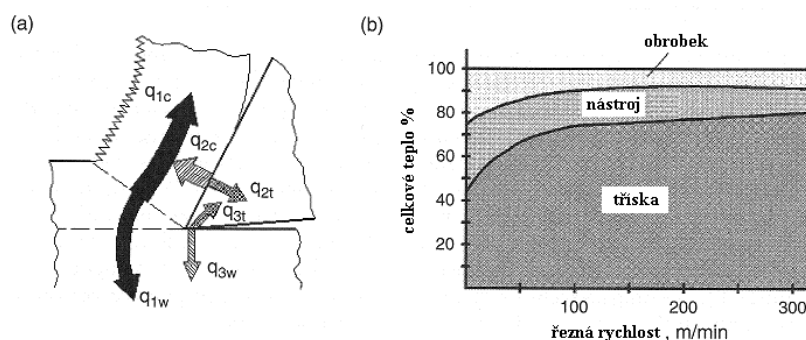 (a)
q1c
q2c
q2t
q3t
q3w
q1w
(b)
obrobek
nástroj
tříska
celkové teplo %
100
80
60
40
20
0
100
200
300
řezná rychlost , m/min